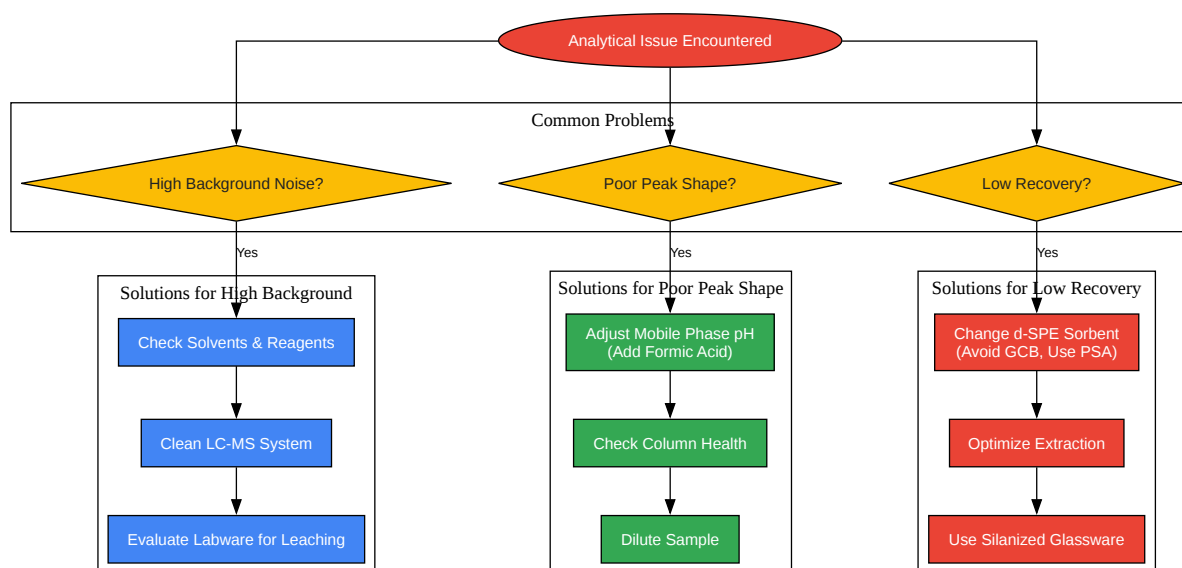 Analytical Issue Encountered
Common Problems
High Background Noise?
Poor Peak Shape?
Low Recovery?
Yes
Yes
Yes
Solutions for High Background
Check Solvents & Reagents
Clean LC-MS System
Evaluate Labware for Leaching
Solutions for Poor Peak Shape
Adjust Mobile Phase pH
(Add Formic Acid)
Check Column Health
Dilute Sample
Solutions for Low Recovery
Change d-SPE Sorbent
(Avoid GCB, Use PSA)
Optimize Extraction
Use Silanized Glassware